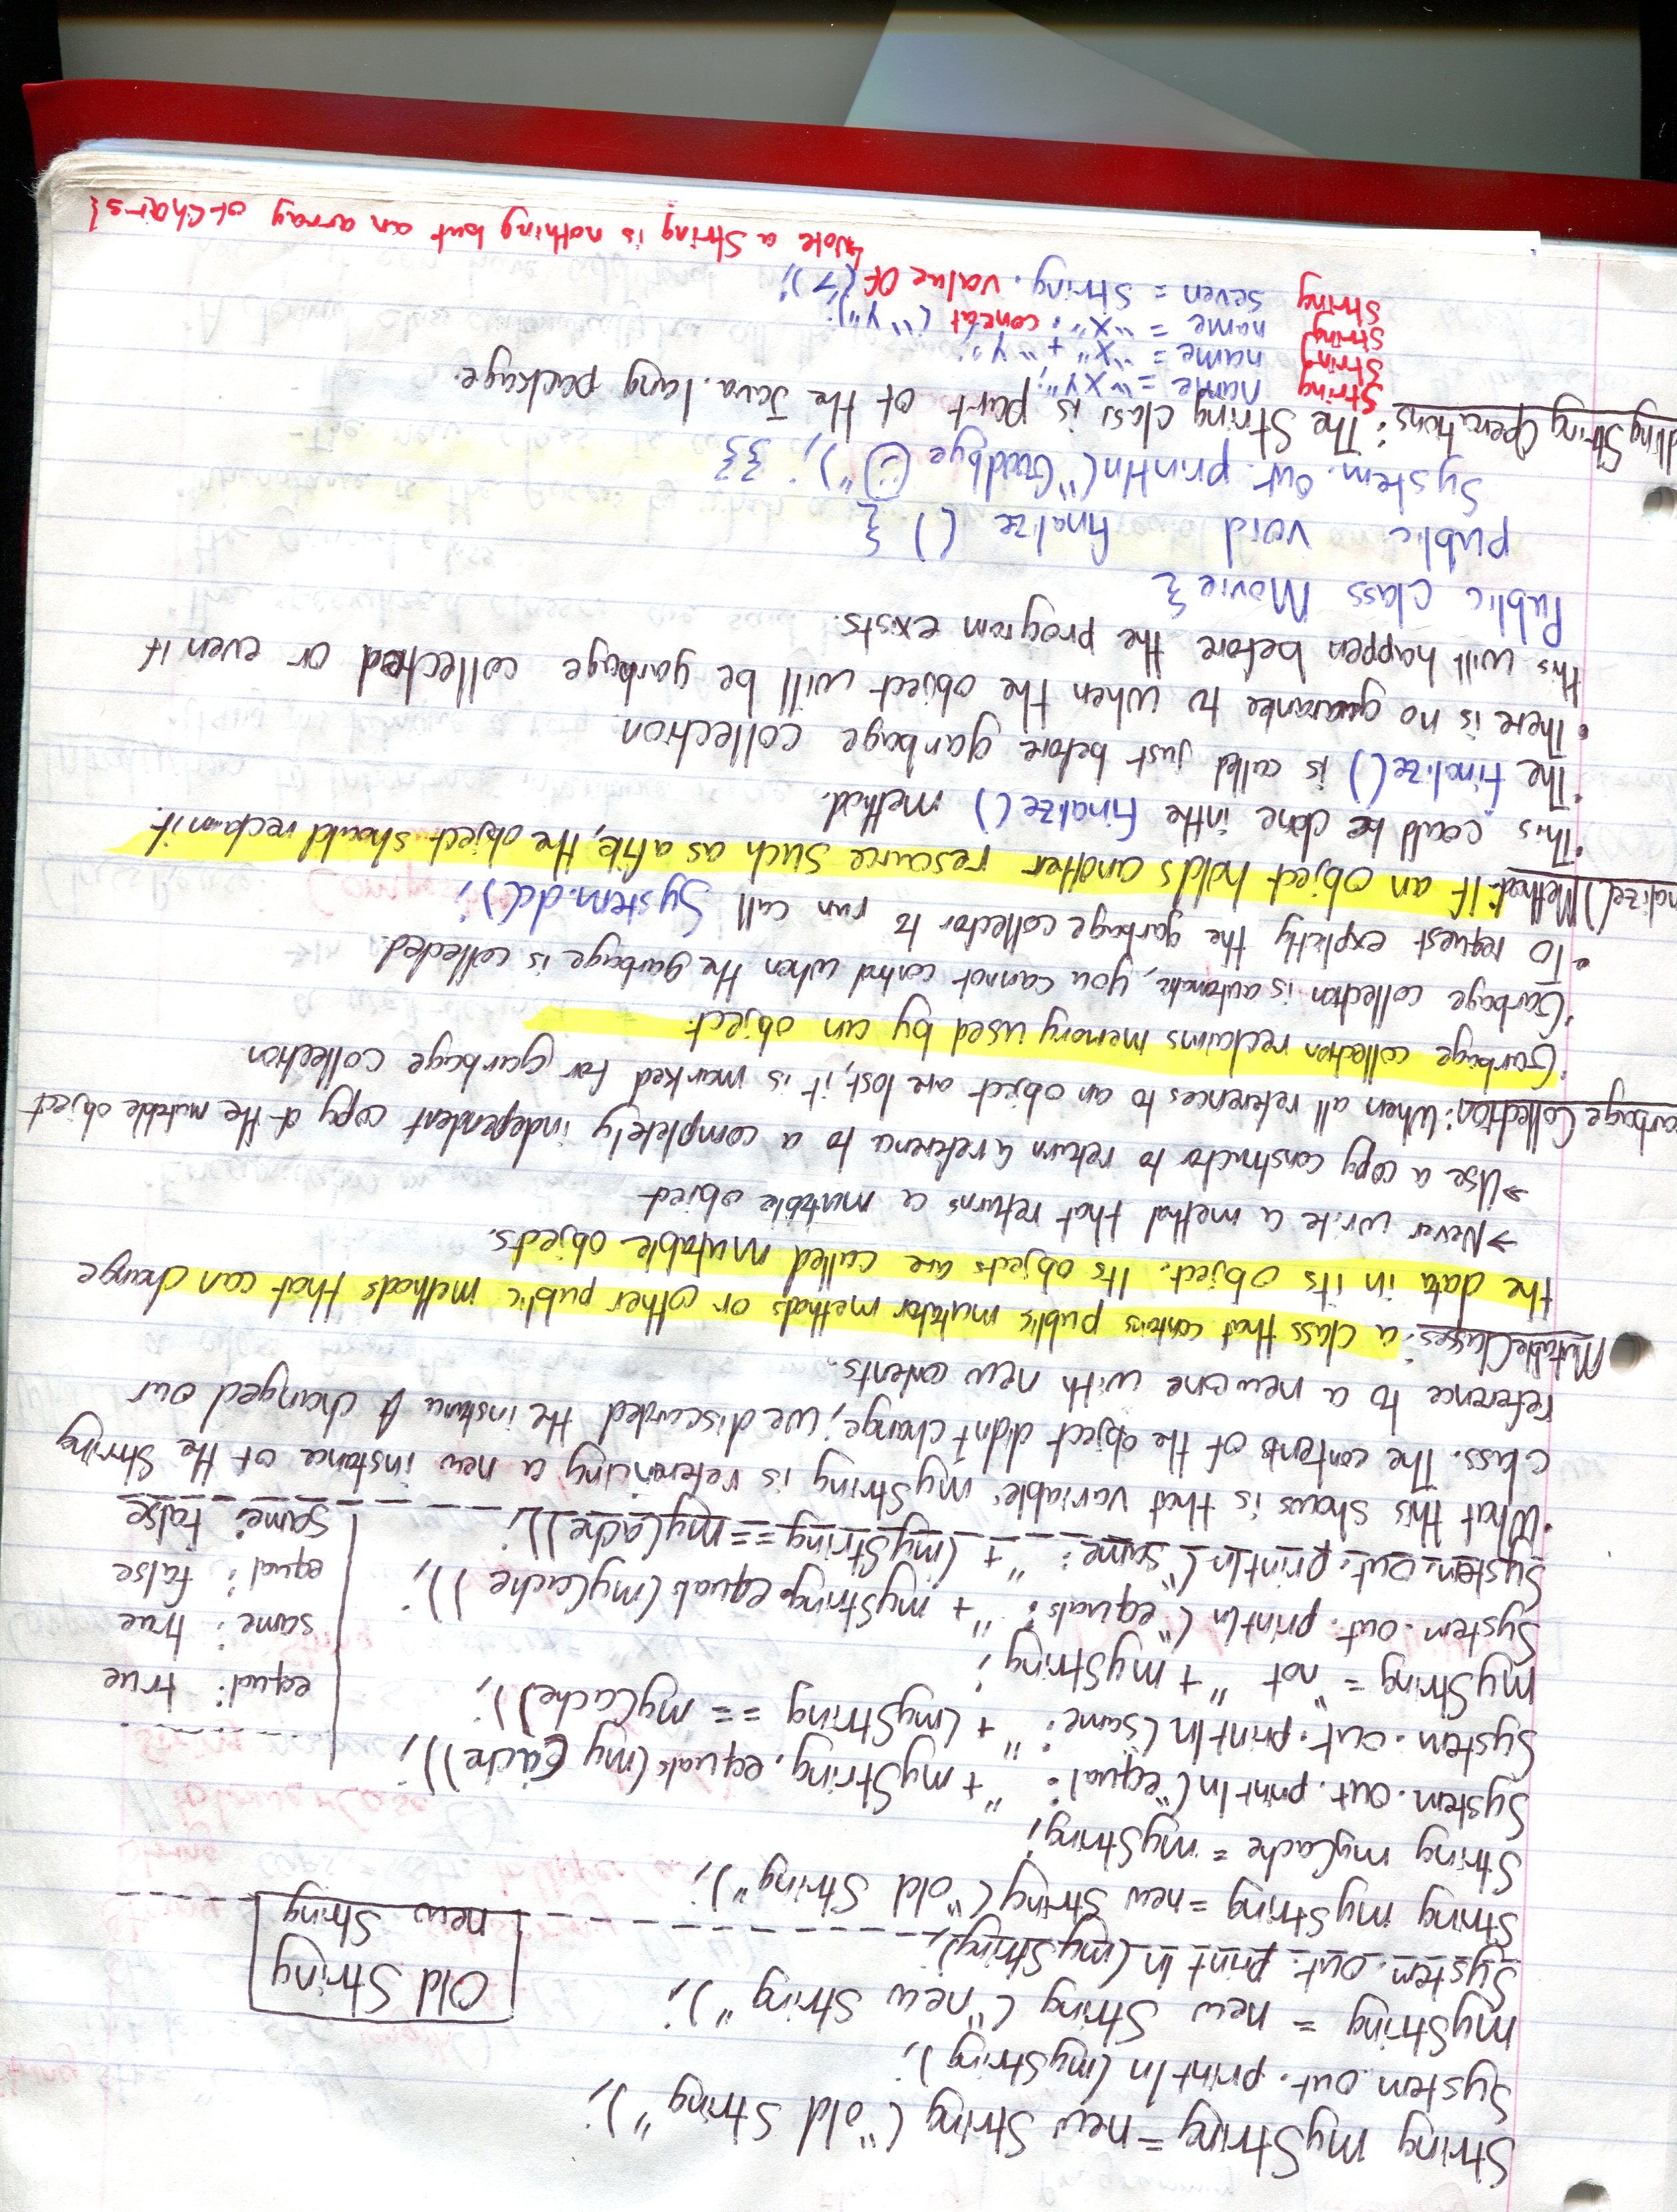 String myString = new String ("old String");
System.out.println (myString);
myString = new String ("new String");
System.out.println (myString);
Old String
new String
String myString = new String ("old String");
String myCache = myString;
System.out.println ("equal: " + myString.equals (myCache));
System.out.println (same: " + (myString == myCache);
myString = "not " + myString;
System.out.println ("equals: " + myString.equals (myCache));
System.out.println ("same: " + (myString == myCache));
equal: true
same: true
equal: false
same: false
• What this shows is that variable myString is referencing a new instance of the String
class. The contents of the object didn't change; we discarded the instance & changed our
reference to a new one with new contents.
Mutable Classes: a class that contains public mutator methods or other public methods that can change
the data in its object. Its objects are called mutable objects.
→ Never write a method that returns a mutable object
→ Use a copy constructor to return a reference to a completely independent copy of the mutable object
arbage Collection: When all references to an object are lost, it is marked for garbage collection
• Garbage collection reclaims memory used by an object.
• Garbage collection is automatic, you cannot control when the garbage is collected.
• To request explicitly the garbage collector to run call System.dc();
nalize() Method: If an object holds another resource such as a file, the object should reclaim it.
• This could be done in the finalize() method.
• The finalize() is called just before garbage collection
• There is no guarantee to when the object will be garbage collected or even if
this will happen before the program exists.
Public class Movie {
public void finalize () {
System.out.println ("Goodbye ☺"); }}
dling String Operations: The String class is part of the Java.lang package.
String name = "XY";
String name = "X" + "Y";
String name = "X".concat ("Y");
String seven = String.valueOf(7);
↳Note a String is nothing but an array of Chars}